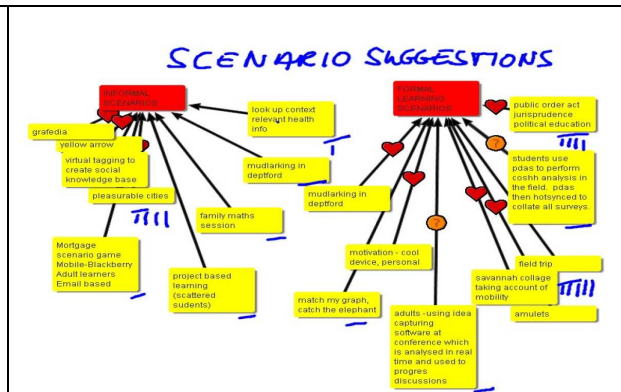 SCENARIO SUGGESTIONS
INFORMAL
SCENARIOS
look up context
relevant health
info
grafedia
yellow arrow
virtual tagging to
create social
knowledge base
pleasurable cities
mudlarking in
deptford
family maths
session
Mortgage
scenario game
Mobile-Blackberry
Adult learners
Email based
project based
learning
(scattered
sudents)
FORMAL
LEARNING
SCENARIOS
public order act
jurisprudence
political education
?
students use
pdas to perform
coshh analysis in
the field. pdas
then hotsynced to
collate all surveys.
mudlarking in
deptford
?
motivation - cool
device, personal
field trip
savannah collage
taking account of
mobility
match my graph,
catch the elephant
amulets
adults -using idea
capturing
software at
conference which
is analysed in real
time and used to
progres
discussions